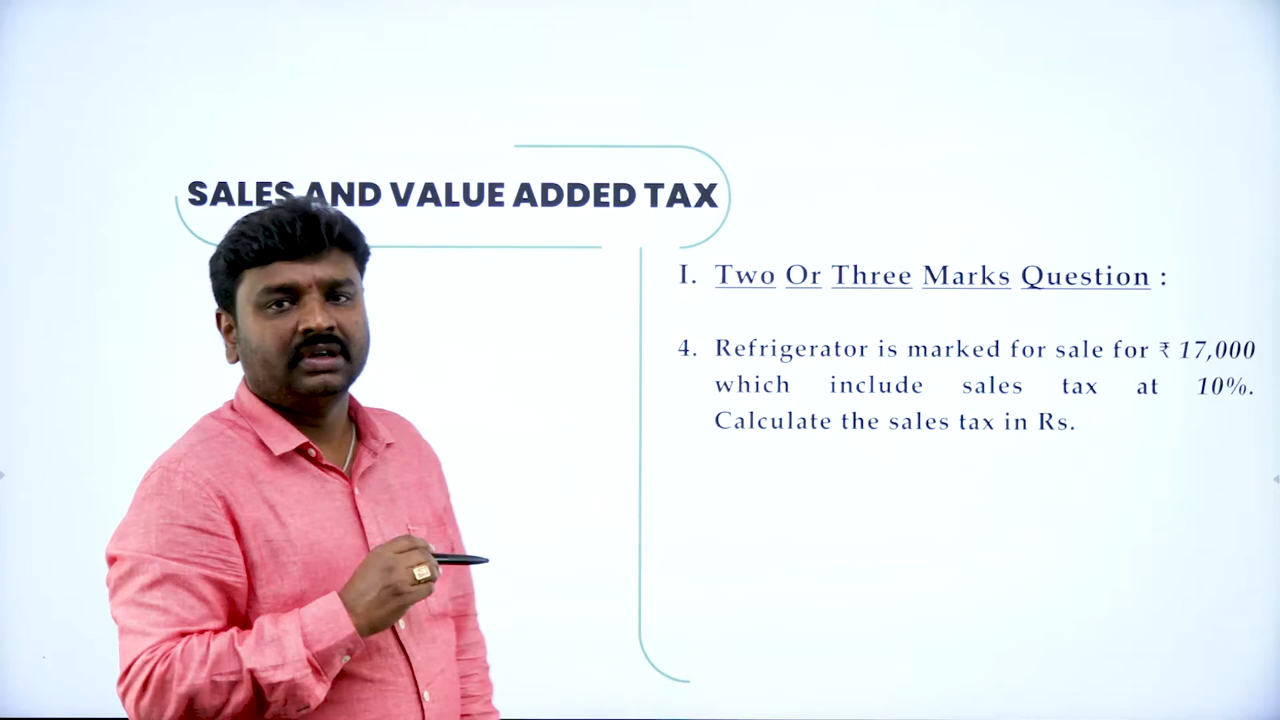 SALES AND VALUE ADDED TAX
I. Two Or Three Marks Question :
4. Refrigerator is marked for sale for ₹ 17,000
which include sales tax at 10%.
Calculate the sales tax in Rs.